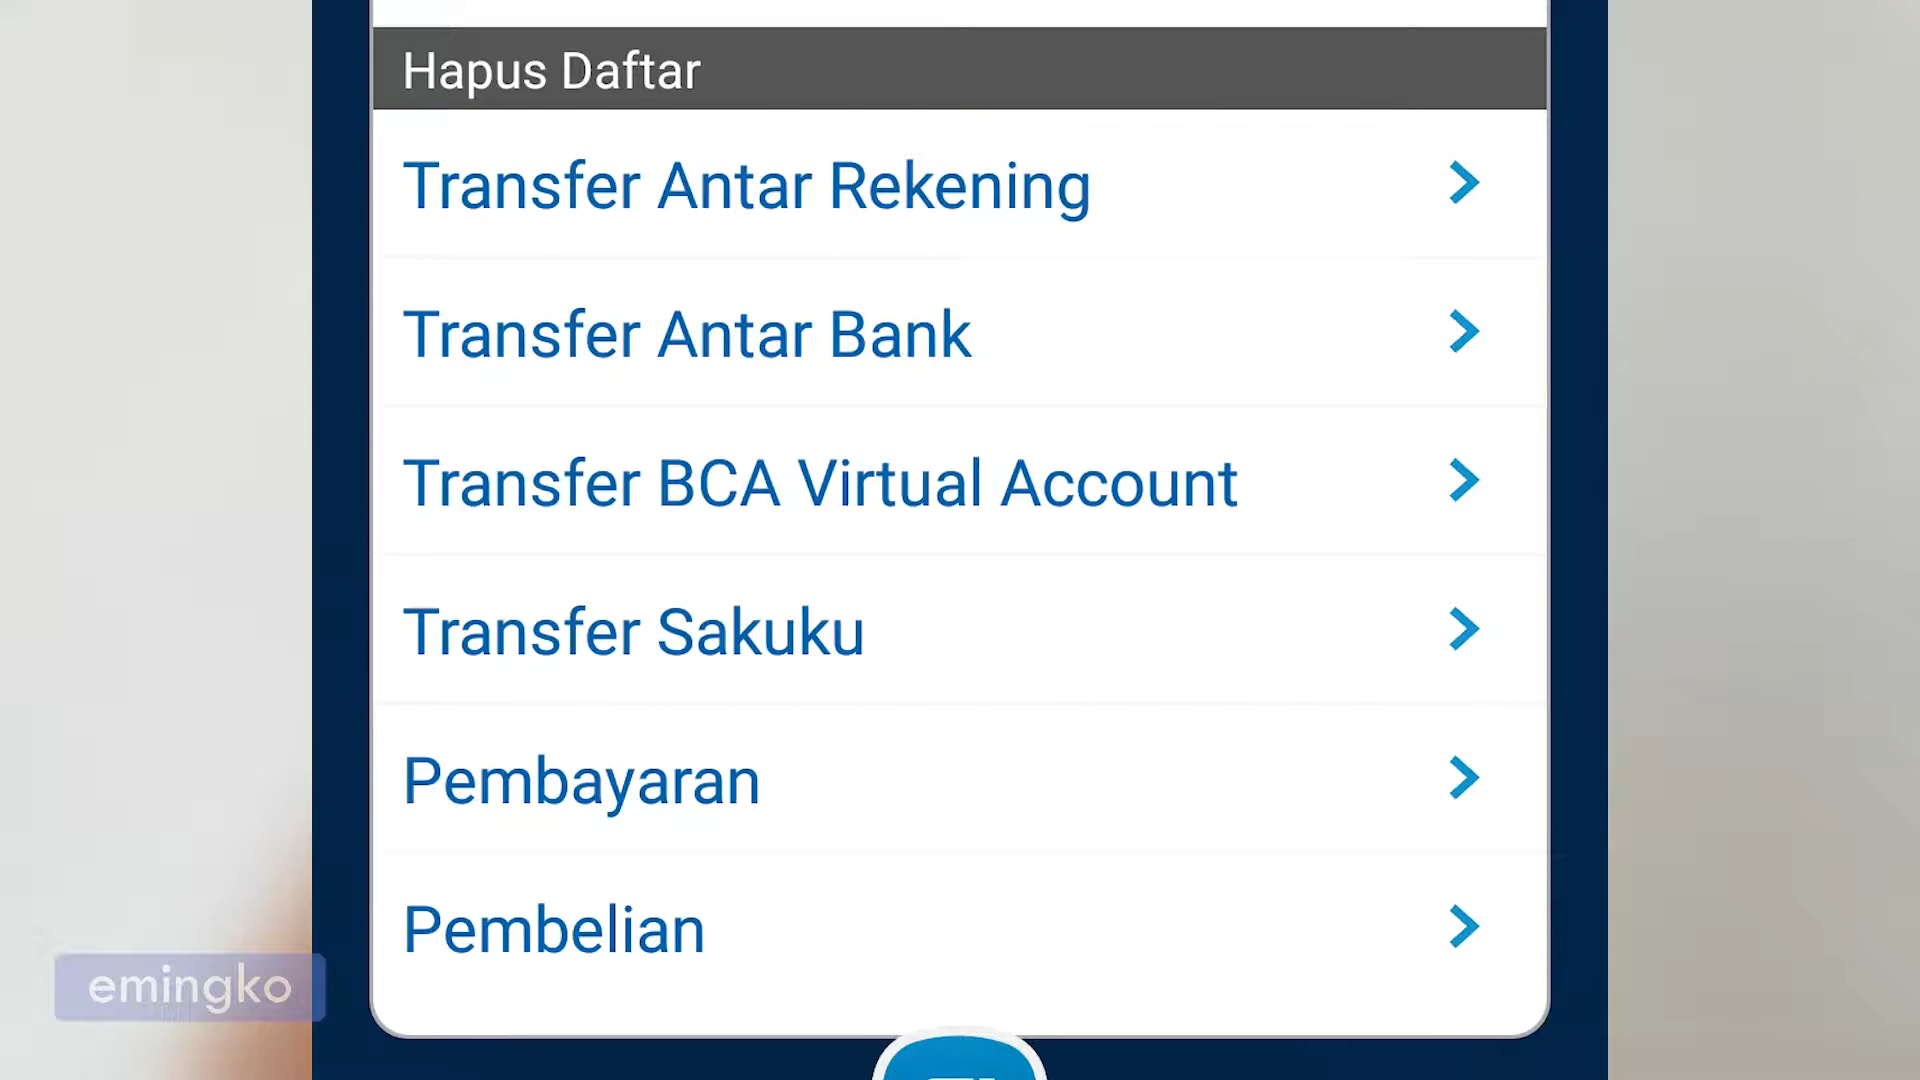 Hapus Daftar
Transfer Antar Rekening
Transfer Antar Bank
Transfer BCA Virtual Account
Transfer Sakuku
Pembayaran
Pembelian
emingko